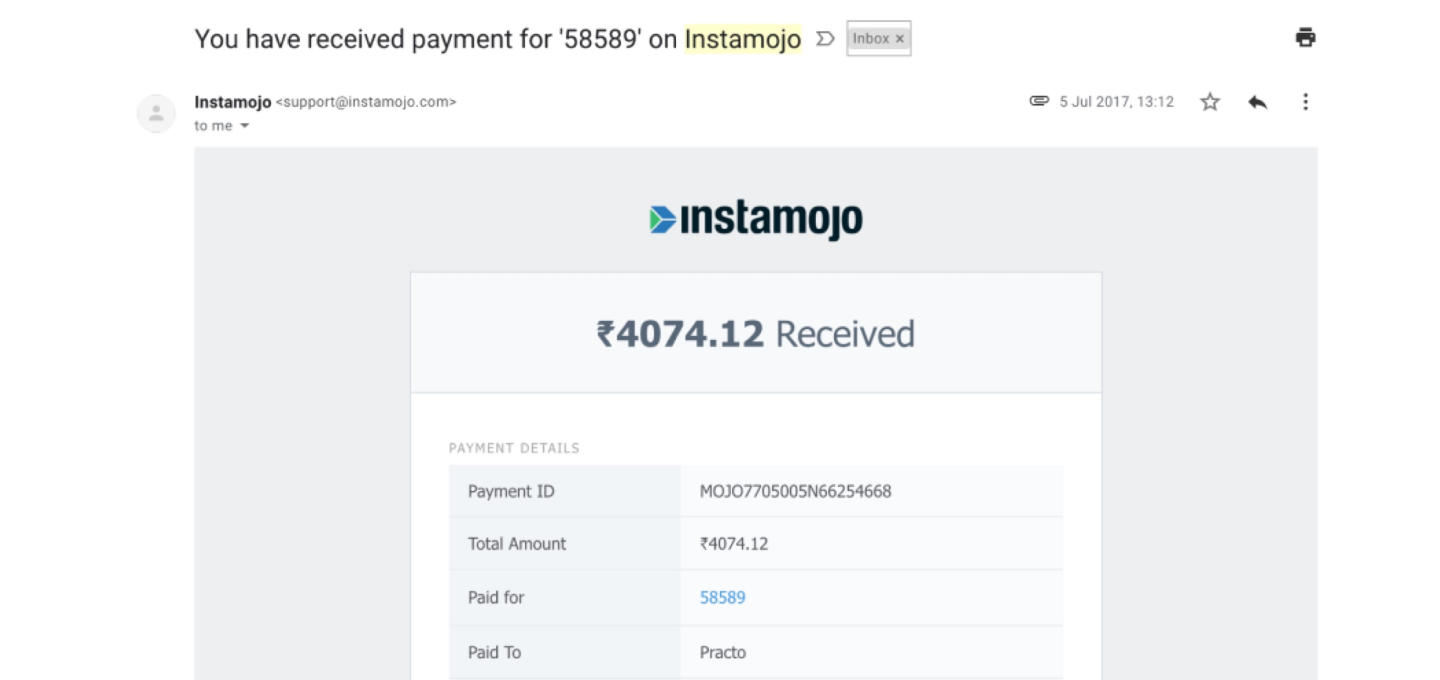 You have received payment for '58589' on Instamojo Inbox ×
Instamojo <support@instamojo.com> 5 Jul 2017, 13:12
to me
instamojo
₹4074.12 Received
PAYMENT DETAILS
Payment ID MOJO7705005N66254668
Total Amount ₹4074.12
Paid for 58589
Paid To Practo